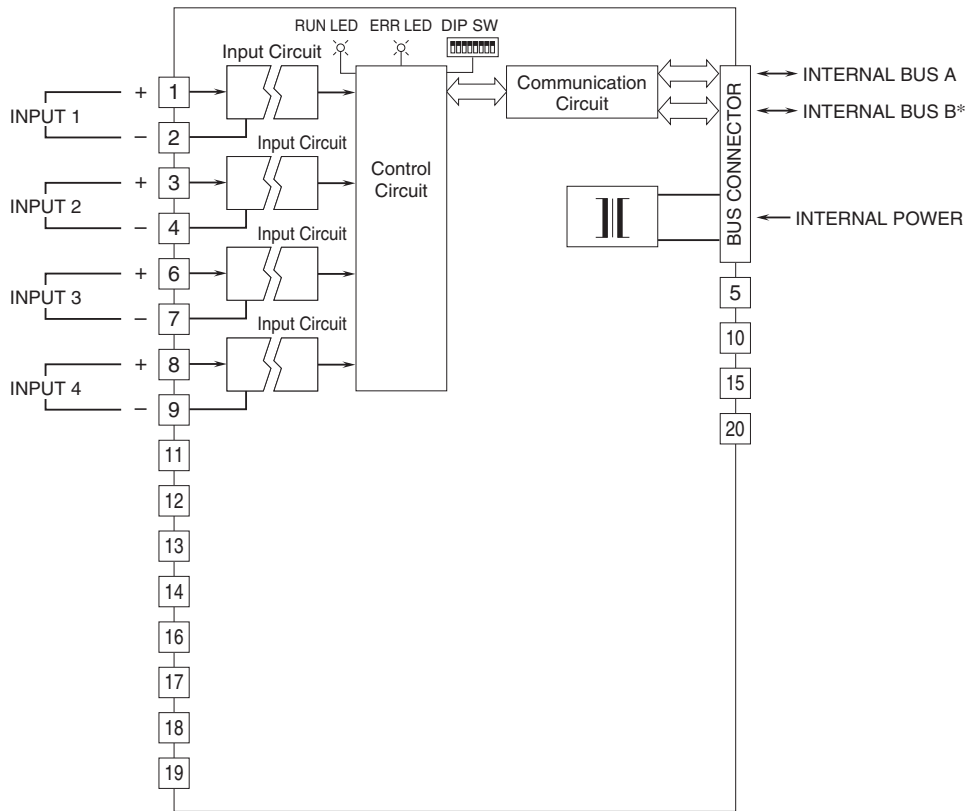 RUN LED ERR LED DIP SW
Input Circuit
INPUT 1
+ 1
− 2
Input Circuit
INPUT 2
+ 3
− 4
Input Circuit
INPUT 3
+ 6
− 7
Input Circuit
INPUT 4
+ 8
− 9
11
12
13
14
16
17
18
19
Control
Circuit
Communication
Circuit
BUS CONNECTOR
INTERNAL BUS A
INTERNAL BUS B*
INTERNAL POWER
5
10
15
20